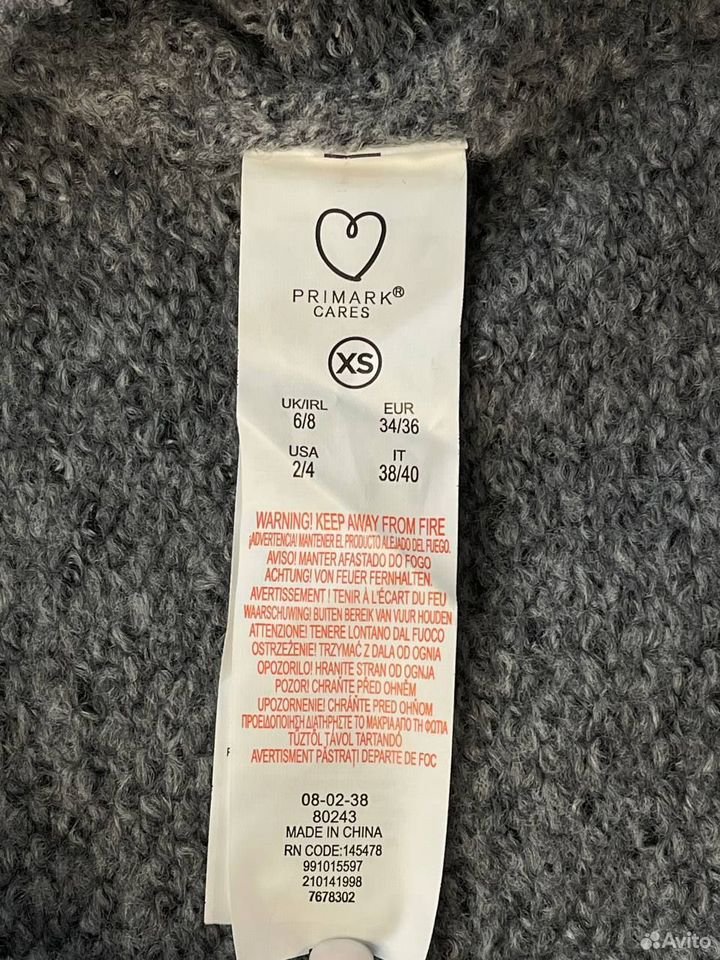 PRIMARK®
CARES
XS
UK/IRL EUR
6/8 34/36
USA IT
2/4 38/40
WARNING! KEEP AWAY FROM FIRE
¡ADVERTENCIA! MANTENER EL PRODUCTO ALEJADO DEL FUEGO.
AVISO! MANTER AFASTADO DO FOGO
ACHTUNG! VON FEUER FERNHALTEN.
AVERTISSEMENT ! TENIR À L'ÉCART DU FEU
WAARSCHUWING! BUITEN BEREIK VAN VUUR HOUDEN
ATTENZIONE! TENERE LONTANO DAL FUOCO
OSTRZEŻENIE! TRZYMAĆ Z DALA OD OGNIA
OPOZORILO! HRANITE STRAN OD OGNJA
POZOR! CHRAŇTE PŘED OHNĚM
UPOZORNENIE! CHRÁŇTE PRED OHŇOM
ΠΡΟΕΙΔΟΠΟΙΗΣΗ ΔΙΑΤΗΡΗΣΤΕ ΤΟ ΜΑΚΡΙΑ ΑΠΟ ΤΗ ΦΩΤΙΑ
TŰZTŐL TÁVOL TARTANDÓ
AVERTISMENT PĂSTRAȚI DEPARTE DE FOC
08-02-38
80243
MADE IN CHINA
RN CODE:145478
991015597
210141998
7678302
Avito